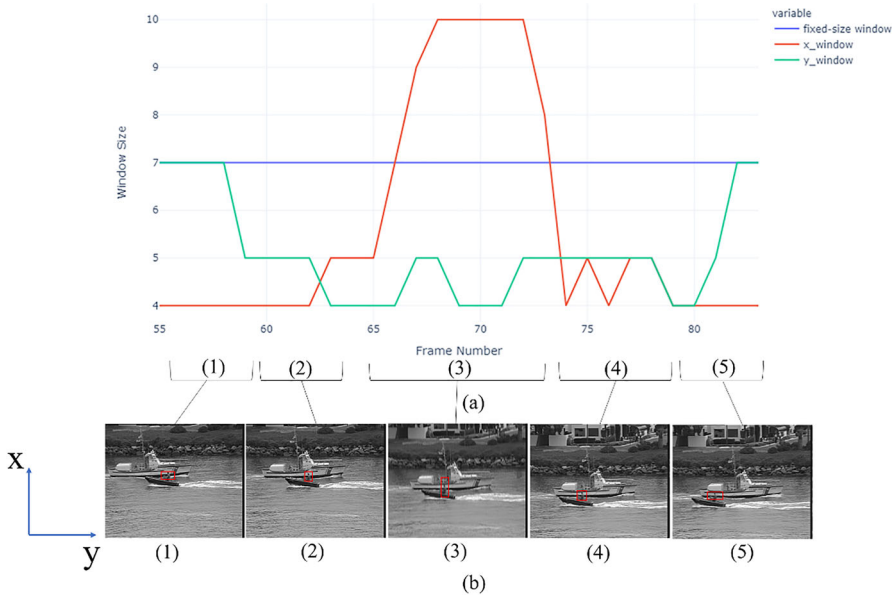 variable
fixed-size window
x_window
y_window
10
9
8
7
6
5
4
Window Size
55 60 65 70 75 80
Frame Number
(1) (2) (3) (4) (5)
(a)
x
y
(1) (2) (3) (4) (5)
(b)